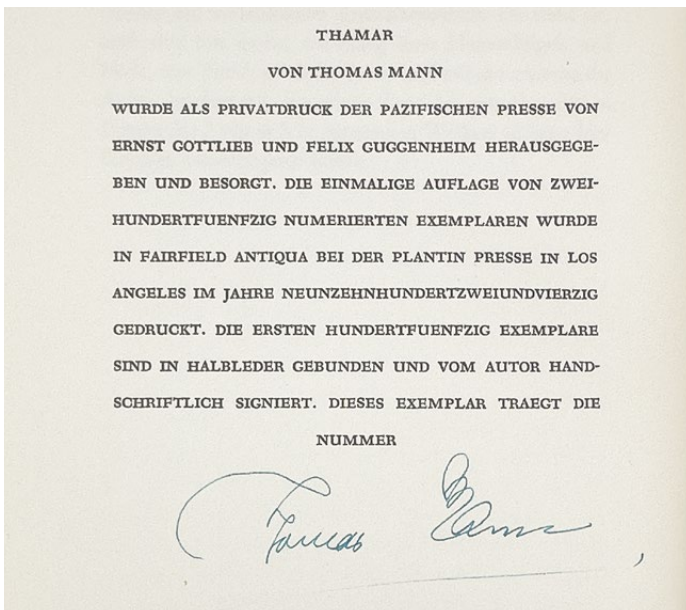 THAMAR
VON THOMAS MANN
WURDE ALS PRIVATDRUCK DER PAZIFISCHEN PRESSE VON
ERNST GOTTLIEB UND FELIX GUGGENHEIM HERAUSGEGE-
BEN UND BESORGT. DIE EINMALIGE AUFLAGE VON ZWEI-
HUNDERTFUENFZIG NUMERIERTEN EXEMPLAREN WURDE
IN FAIRFIELD ANTIQUA BEI DER PLANTIN PRESSE IN LOS
ANGELES IM JAHRE NEUNZEHNHUNDERTZWEIUNDVIERZIG
GEDRUCKT. DIE ERSTEN HUNDERTFUENFZIG EXEMPLARE
SIND IN HALBLEDER GEBUNDEN UND VOM AUTOR HAND-
SCHRIFTLICH SIGNIERT. DIESES EXEMPLAR TRAEGT DIE
NUMMER
Thomas Mann